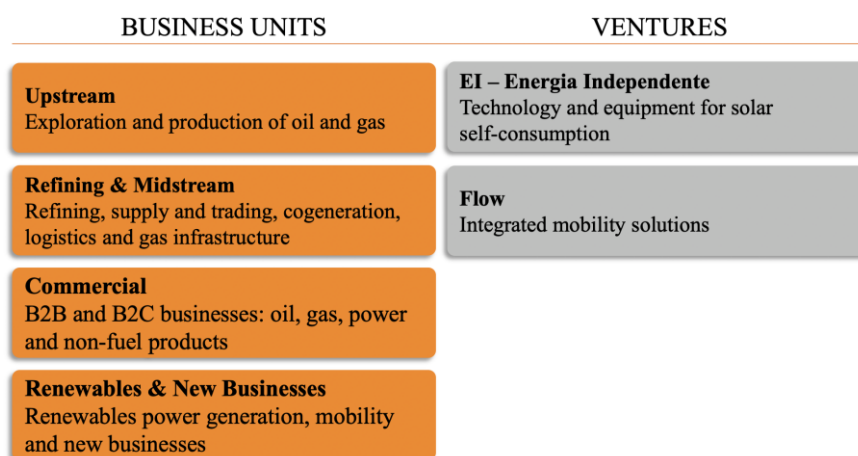 BUSINESS UNITS
Upstream
Exploration and production of oil and gas
Refining & Midstream
Refining, supply and trading, cogeneration,
logistics and gas infrastructure
Commercial
B2B and B2C businesses: oil, gas, power
and non-fuel products
Renewables & New Businesses
Renewables power generation, mobility
and new businesses
VENTURES
EI – Energia Independente
Technology and equipment for solar
self-consumption
Flow
Integrated mobility solutions